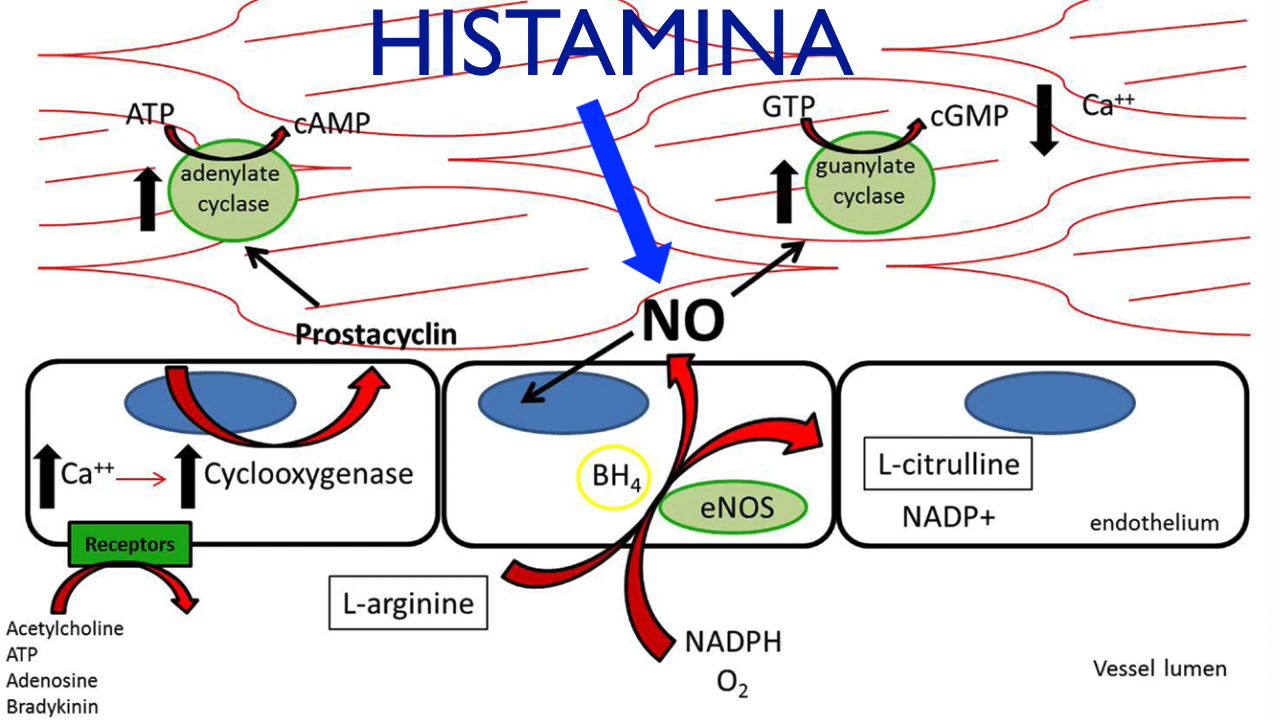 HISTAMINA
ATP
cAMP
adenylate
cyclase
GTP
cGMP
guanylate
cyclase
Ca⁺⁺
Prostacyclin
NO
Ca⁺⁺
Cyclooxygenase
Receptors
BH₄
eNOS
L-citrulline
NADP+
endothelium
L-arginine
NADPH
O₂
Acetylcholine
ATP
Adenosine
Bradykinin
Vessel lumen